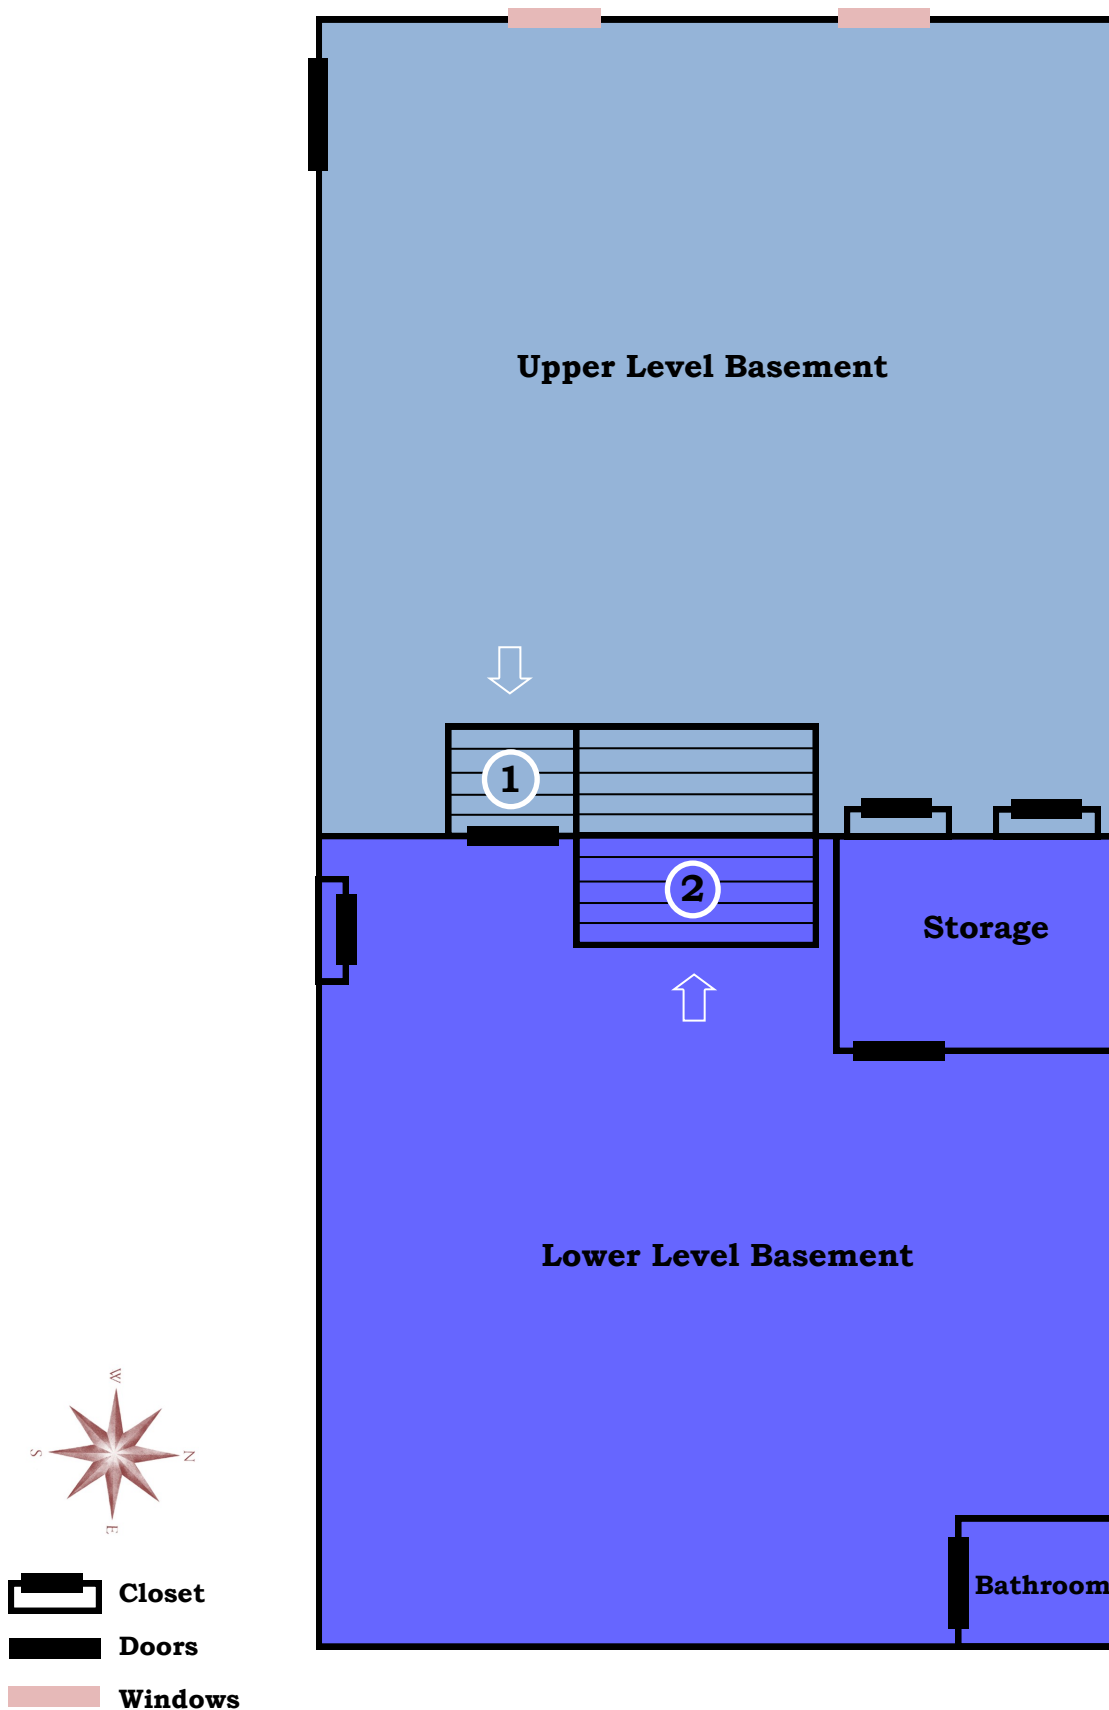 Upper Level Basement
1
2
Storage
Lower Level Basement
W
S
N
E
Bathroom
Closet
Doors
Windows